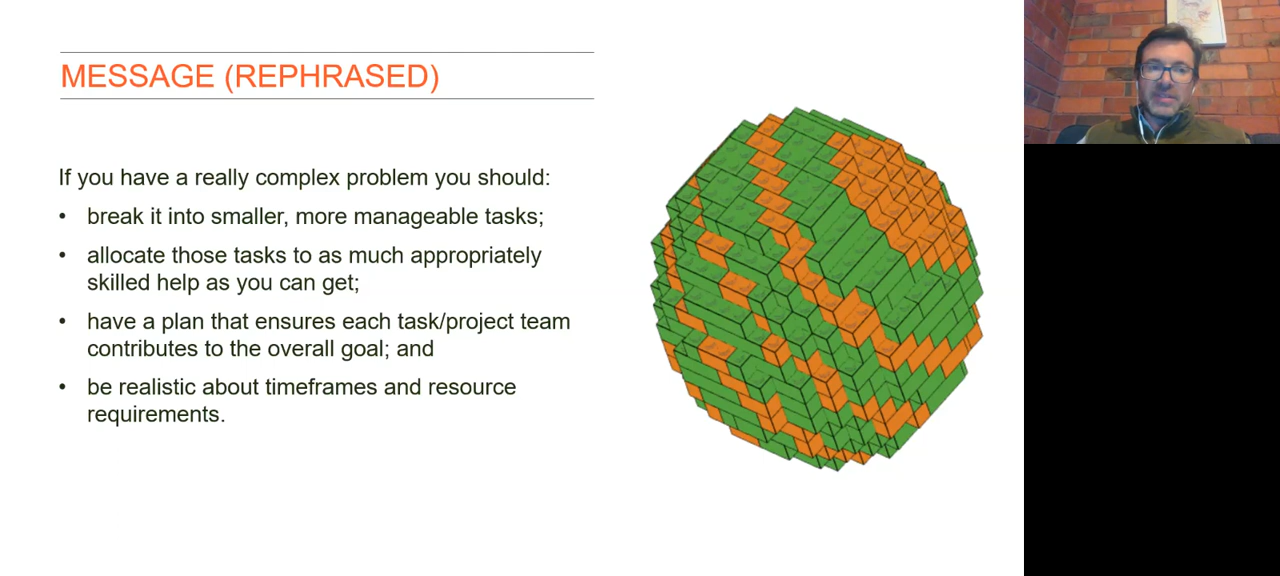 MESSAGE (REPHRASED)
If you have a really complex problem you should:
• break it into smaller, more manageable tasks;
• allocate those tasks to as much appropriately
skilled help as you can get;
• have a plan that ensures each task/project team
contributes to the overall goal; and
• be realistic about timeframes and resource
requirements.